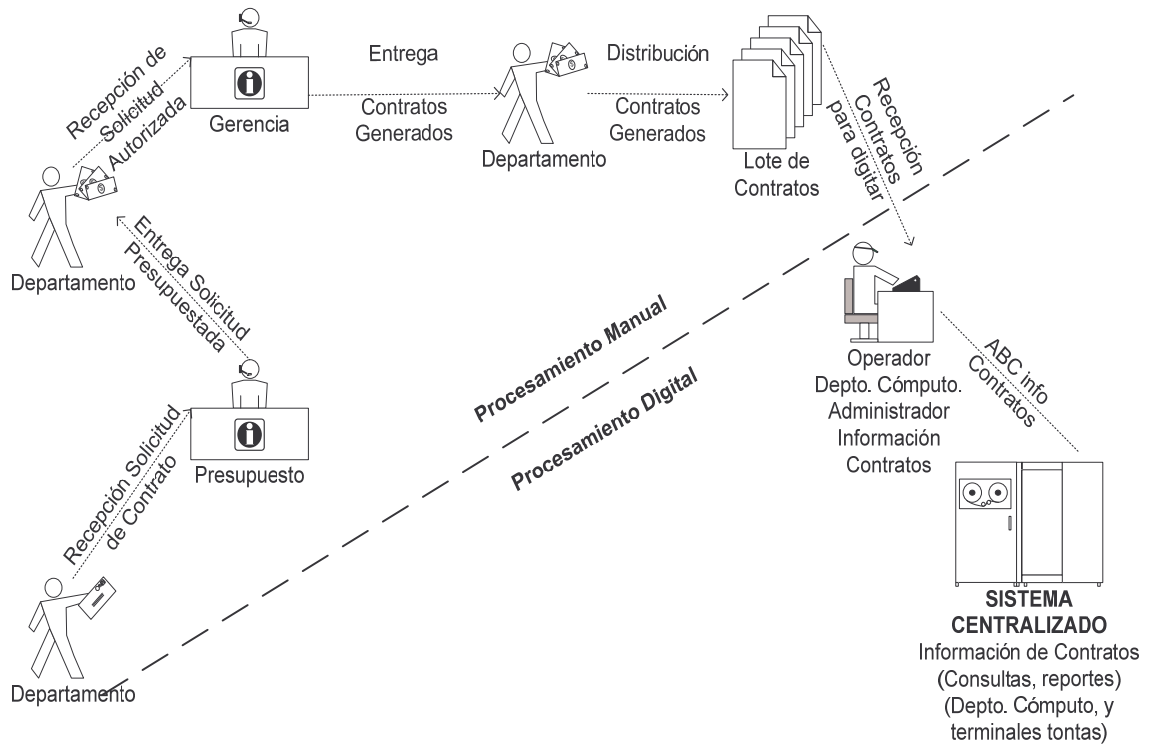 Recepción de
Solicitud
Autorizada
Gerencia
Entrega
Contratos
Generados
Departamento
Distribución
Contratos
Generados
Lote de
Contratos
Recepción
Contratos
para digitar
Departamento
Entrega Solicitud
Presupuestada
Presupuesto
Recepción Solicitud
de Contrato
Departamento
Procesamiento Manual
Procesamiento Digital
Operador
Depto. Cómputo.
Administrador
Información
Contratos
ABC info
Contratos
SISTEMA
CENTRALIZADO
Información de Contratos
(Consultas, reportes)
(Depto. Cómputo, y
terminales tontas)